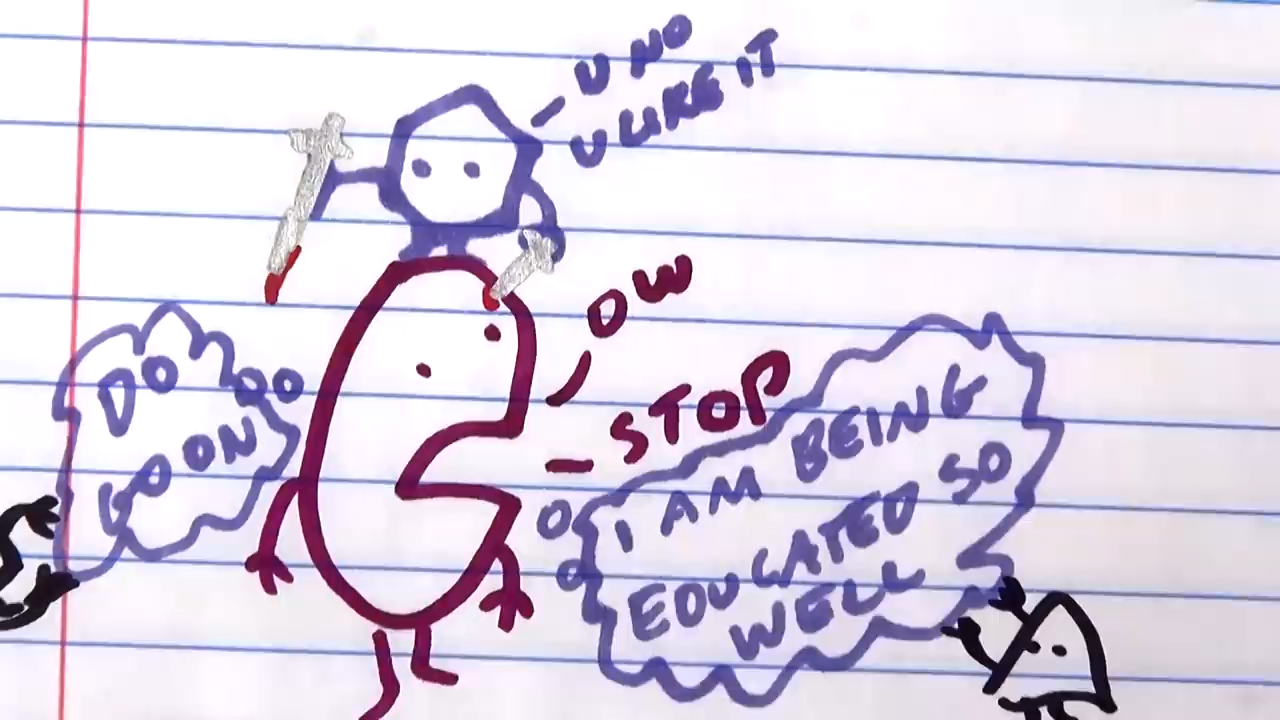 U NO
U LIKE IT
OW
STOP
DO
GO ON
I AM BEING
EDUCATED SO
WELL